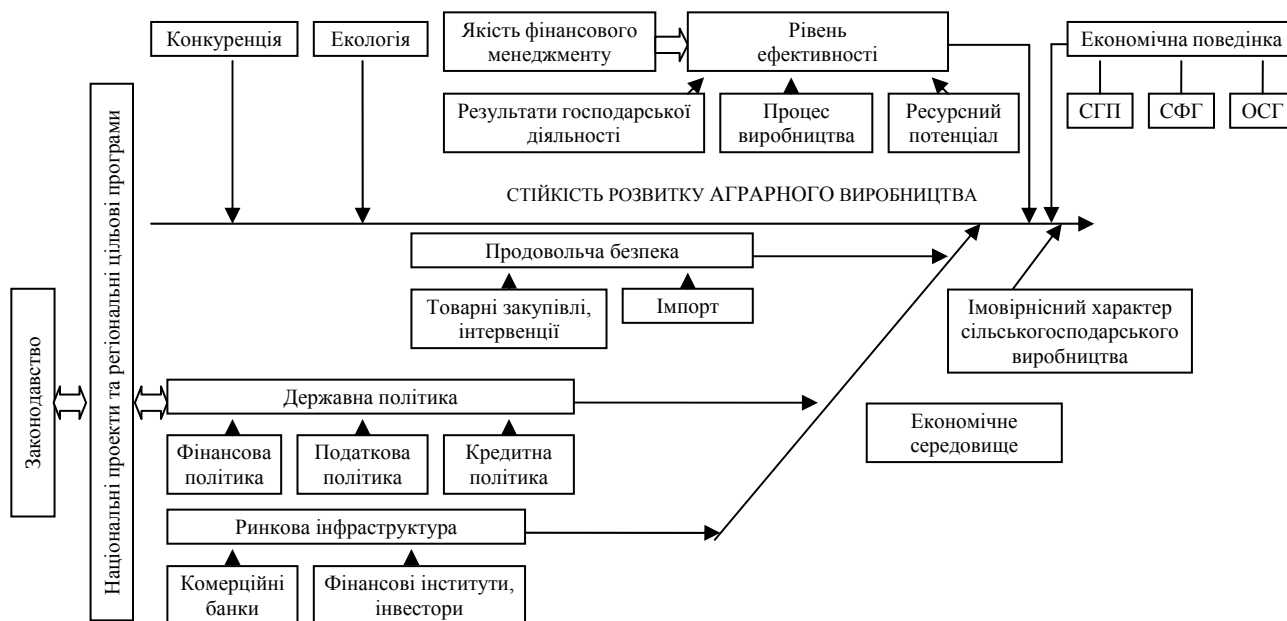 Конкуренція
Екологія
Якість фінансового
менеджменту
Рівень
ефективності
Економічна поведінка
Результати господарської
діяльності
Процес
виробництва
Ресурсний
потенціал
СГП
СФГ
ОСГ
СТІЙКІСТЬ РОЗВИТКУ АГРАРНОГО ВИРОБНИЦТВА
Продовольча безпека
Товарні закупівлі,
інтервенції
Імпорт
Імовірнісний характер
сільськогосподарського
виробництва
Законодавство
Національні проекти та регіональні цільові програми
Державна політика
Фінансова
політика
Податкова
політика
Кредитна
політика
Економічне
середовище
Ринкова інфраструктура
Комерційні
банки
Фінансові інститути,
інвестори